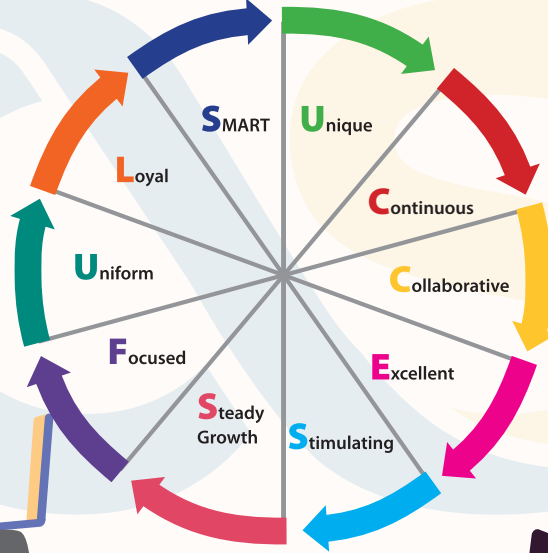 SMART
Unique
Continuous
Collaborative
Excellent
Stimulating
Steady
Growth
Focused
Uniform
Loyal